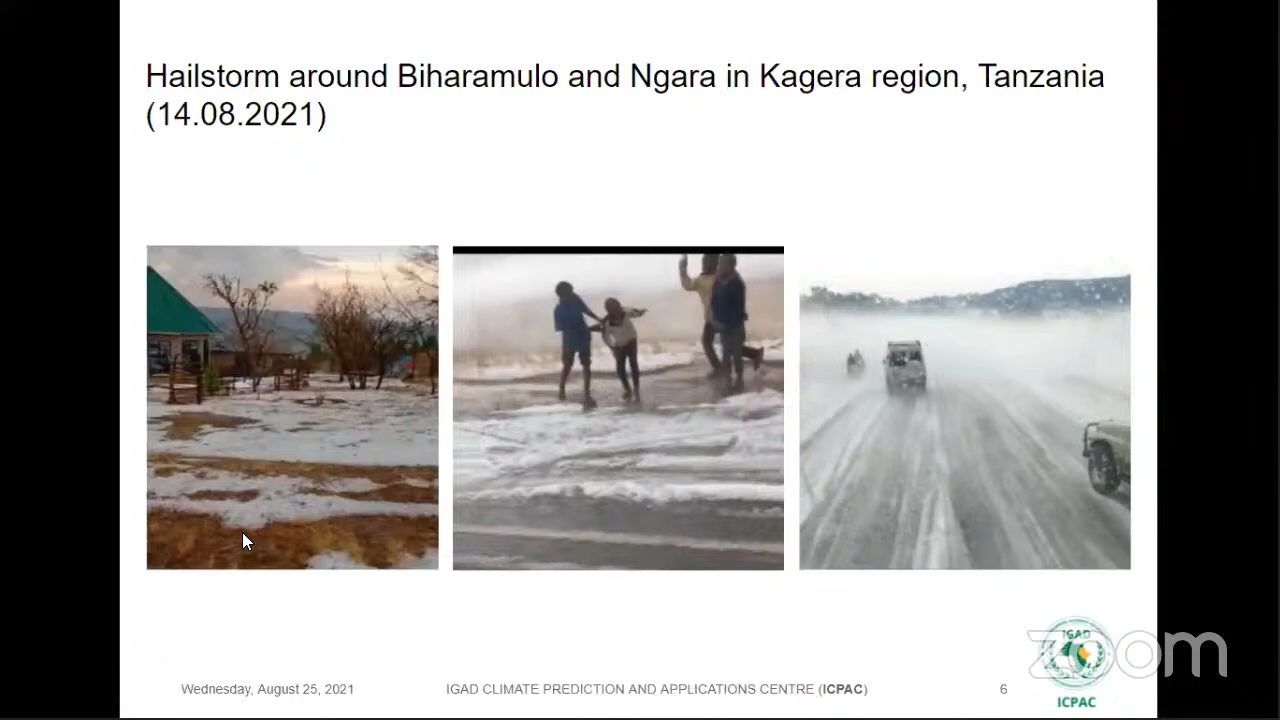 Hailstorm around Biharamulo and Ngara in Kagera region, Tanzania
(14.08.2021)
Wednesday, August 25, 2021
IGAD CLIMATE PREDICTION AND APPLICATIONS CENTRE (ICPAC)
6
IGAD
ICPAC
zoom